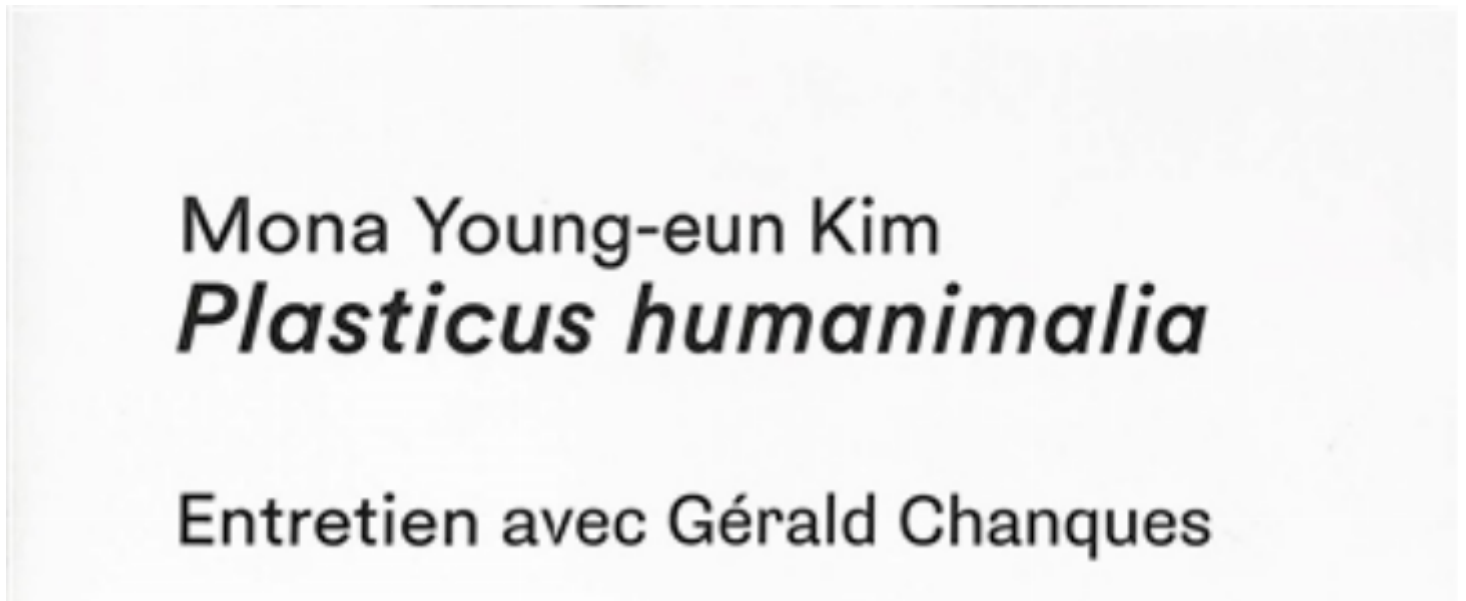 Mona Young-eun Kim
Plasticus humanimalia
Entretien avec Gérald Chanques